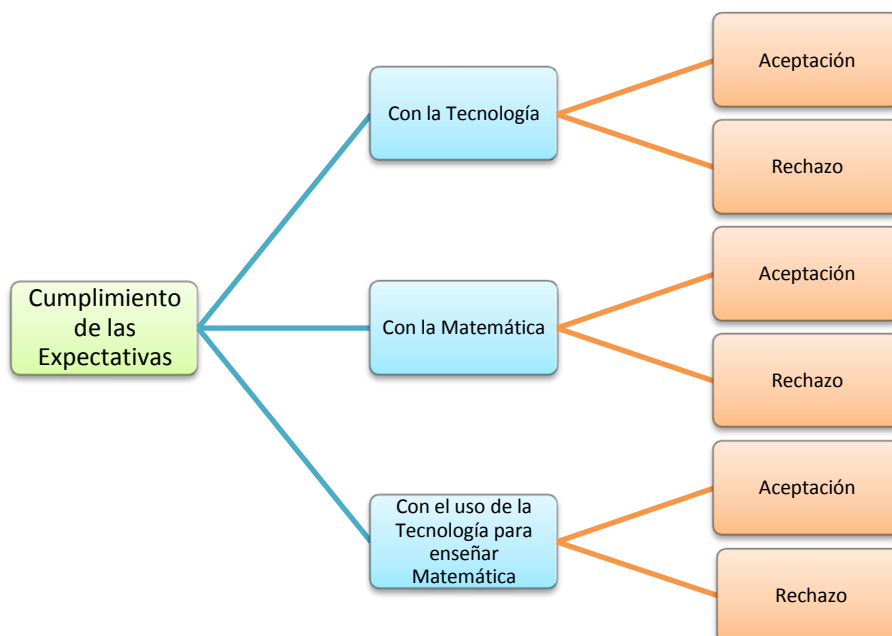 Aceptación
Con la Tecnología
Rechazo
Aceptación
Cumplimiento
de las
Expectativas
Con la Matemática
Rechazo
Aceptación
Con el uso de la
Tecnología para
enseñar
Matemática
Rechazo